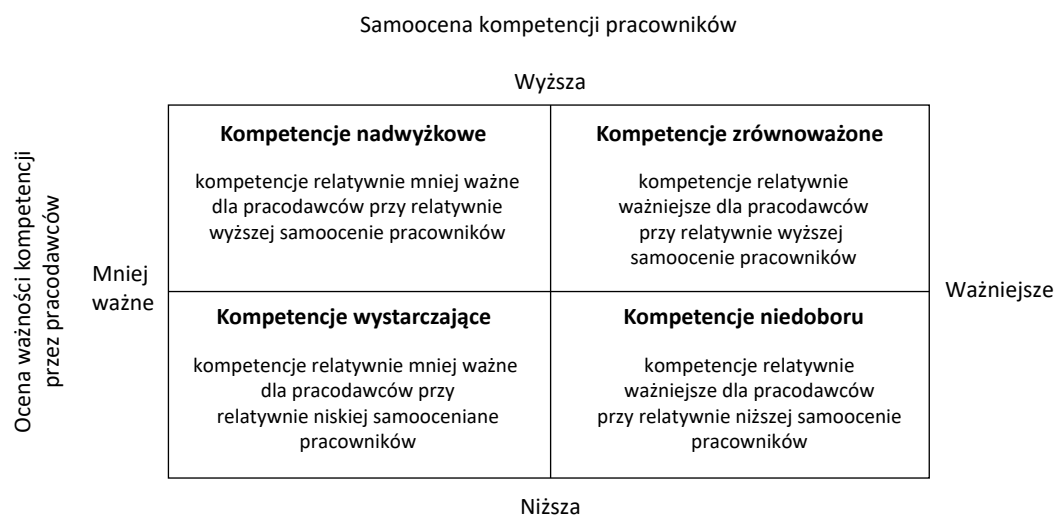 Samoocena kompetencji pracowników
Wyższa
Ocena ważności kompetencji
przez pracodawców
Mniej
ważne
Kompetencje nadwyżkowe
kompetencje relatywnie mniej ważne
dla pracodawców przy relatywnie
wyższej samoocenie pracowników
Kompetencje zrównoważone
kompetencje relatywnie
ważniejsze dla pracodawców
przy relatywnie wyższej
samoocenie pracowników
Ważniejsze
Kompetencje wystarczające
kompetencje relatywnie mniej ważne
dla pracodawców przy
relatywnie niskiej samooceniane
pracowników
Kompetencje niedoboru
kompetencje relatywnie
ważniejsze dla pracodawców
przy relatywnie niższej samoocenie
pracowników
Niższa